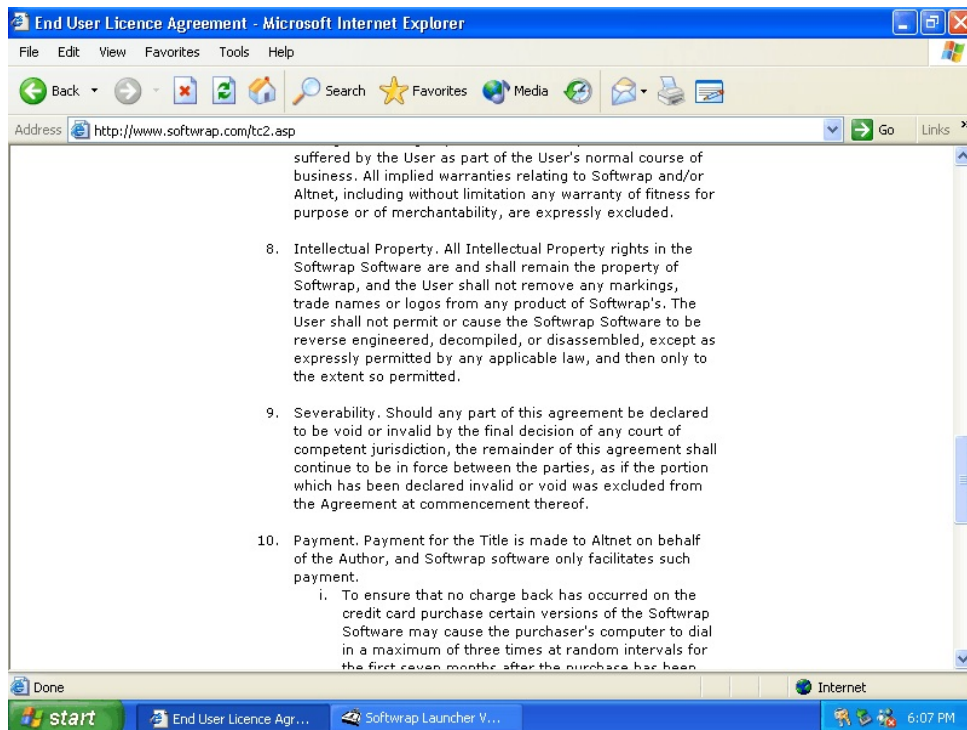 End User Licence Agreement - Microsoft Internet Explorer
File Edit View Favorites Tools Help
Back Search Favorites Media
Address http://www.softwrap.com/tc2.asp Go Links
suffered by the User as part of the User's normal course of
business. All implied warranties relating to Softwrap and/or
Altnet, including without limitation any warranty of fitness for
purpose or of merchantability, are expressly excluded.
8. Intellectual Property. All Intellectual Property rights in the
Softwrap Software are and shall remain the property of
Softwrap, and the User shall not remove any markings,
trade names or logos from any product of Softwrap's. The
User shall not permit or cause the Softwrap Software to be
reverse engineered, decompiled, or disassembled, except as
expressly permitted by any applicable law, and then only to
the extent so permitted.
9. Severability. Should any part of this agreement be declared
to be void or invalid by the final decision of any court of
competent jurisdiction, the remainder of this agreement shall
continue to be in force between the parties, as if the portion
which has been declared invalid or void was excluded from
the Agreement at commencement thereof.
10. Payment. Payment for the Title is made to Altnet on behalf
of the Author, and Softwrap software only facilitates such
payment.
i. To ensure that no charge back has occurred on the
credit card purchase certain versions of the Softwrap
Software may cause the purchaser's computer to dial
in a maximum of three times at random intervals for
the first seven months after the purchase has been
Done Internet
start End User Licence Agr... Softwrap Launcher V... 6:07 PM